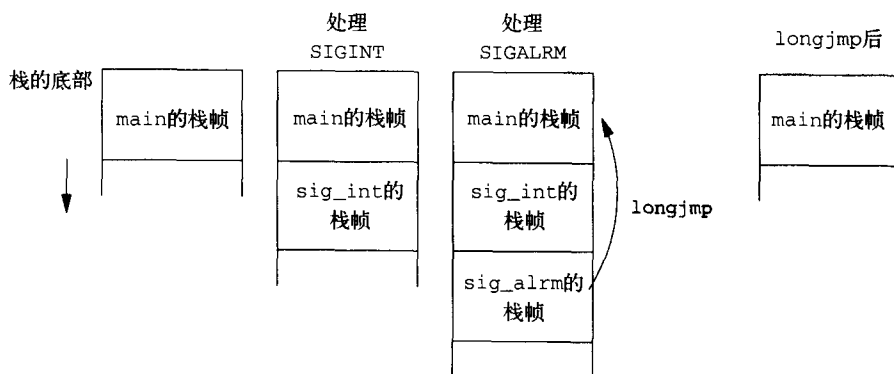 处理
SIGINT
处理
SIGALRM
longjmp后
栈的底部
main的栈帧
main的栈帧
main的栈帧
main的栈帧
sig_int的
栈帧
sig_int的
栈帧
longjmp
sig_alrm的
栈帧